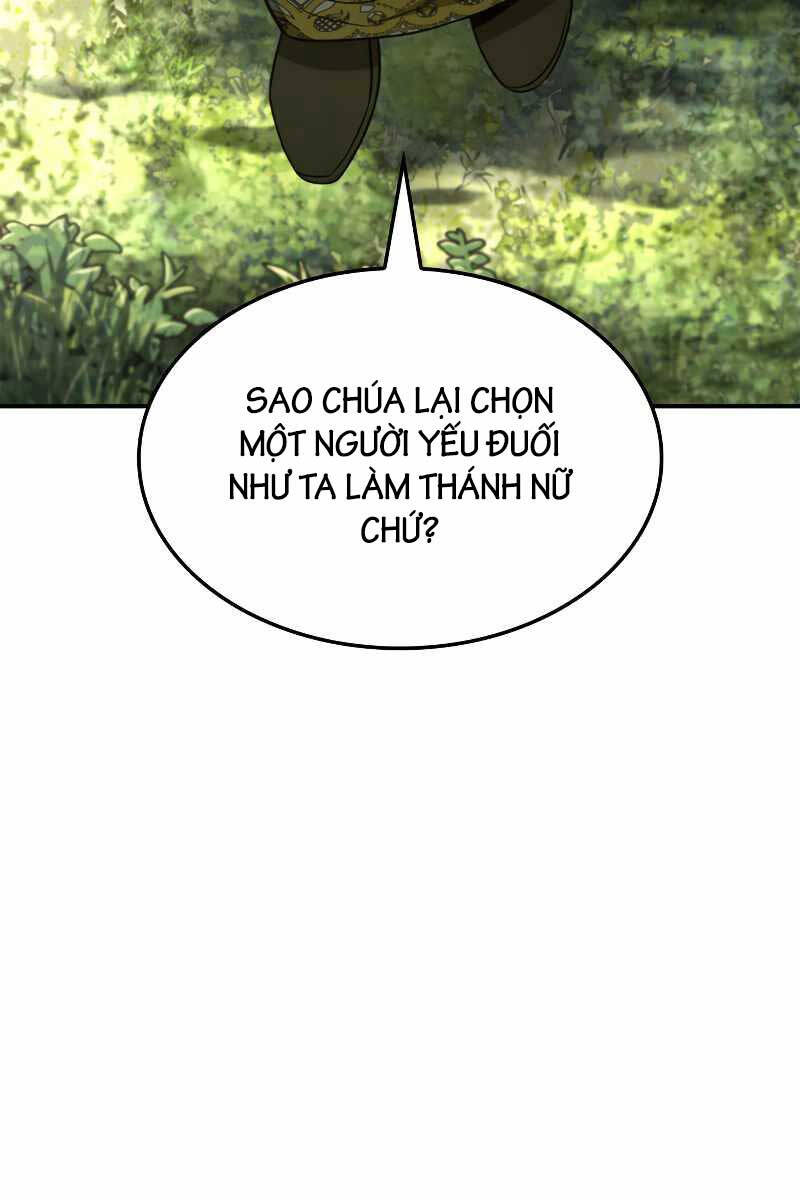 SAO CHÚA LẠI CHỌN
MỘT NGƯỜI YẾU ĐUỐI
NHƯ TA LÀM THÁNH NỮ
CHỨ?